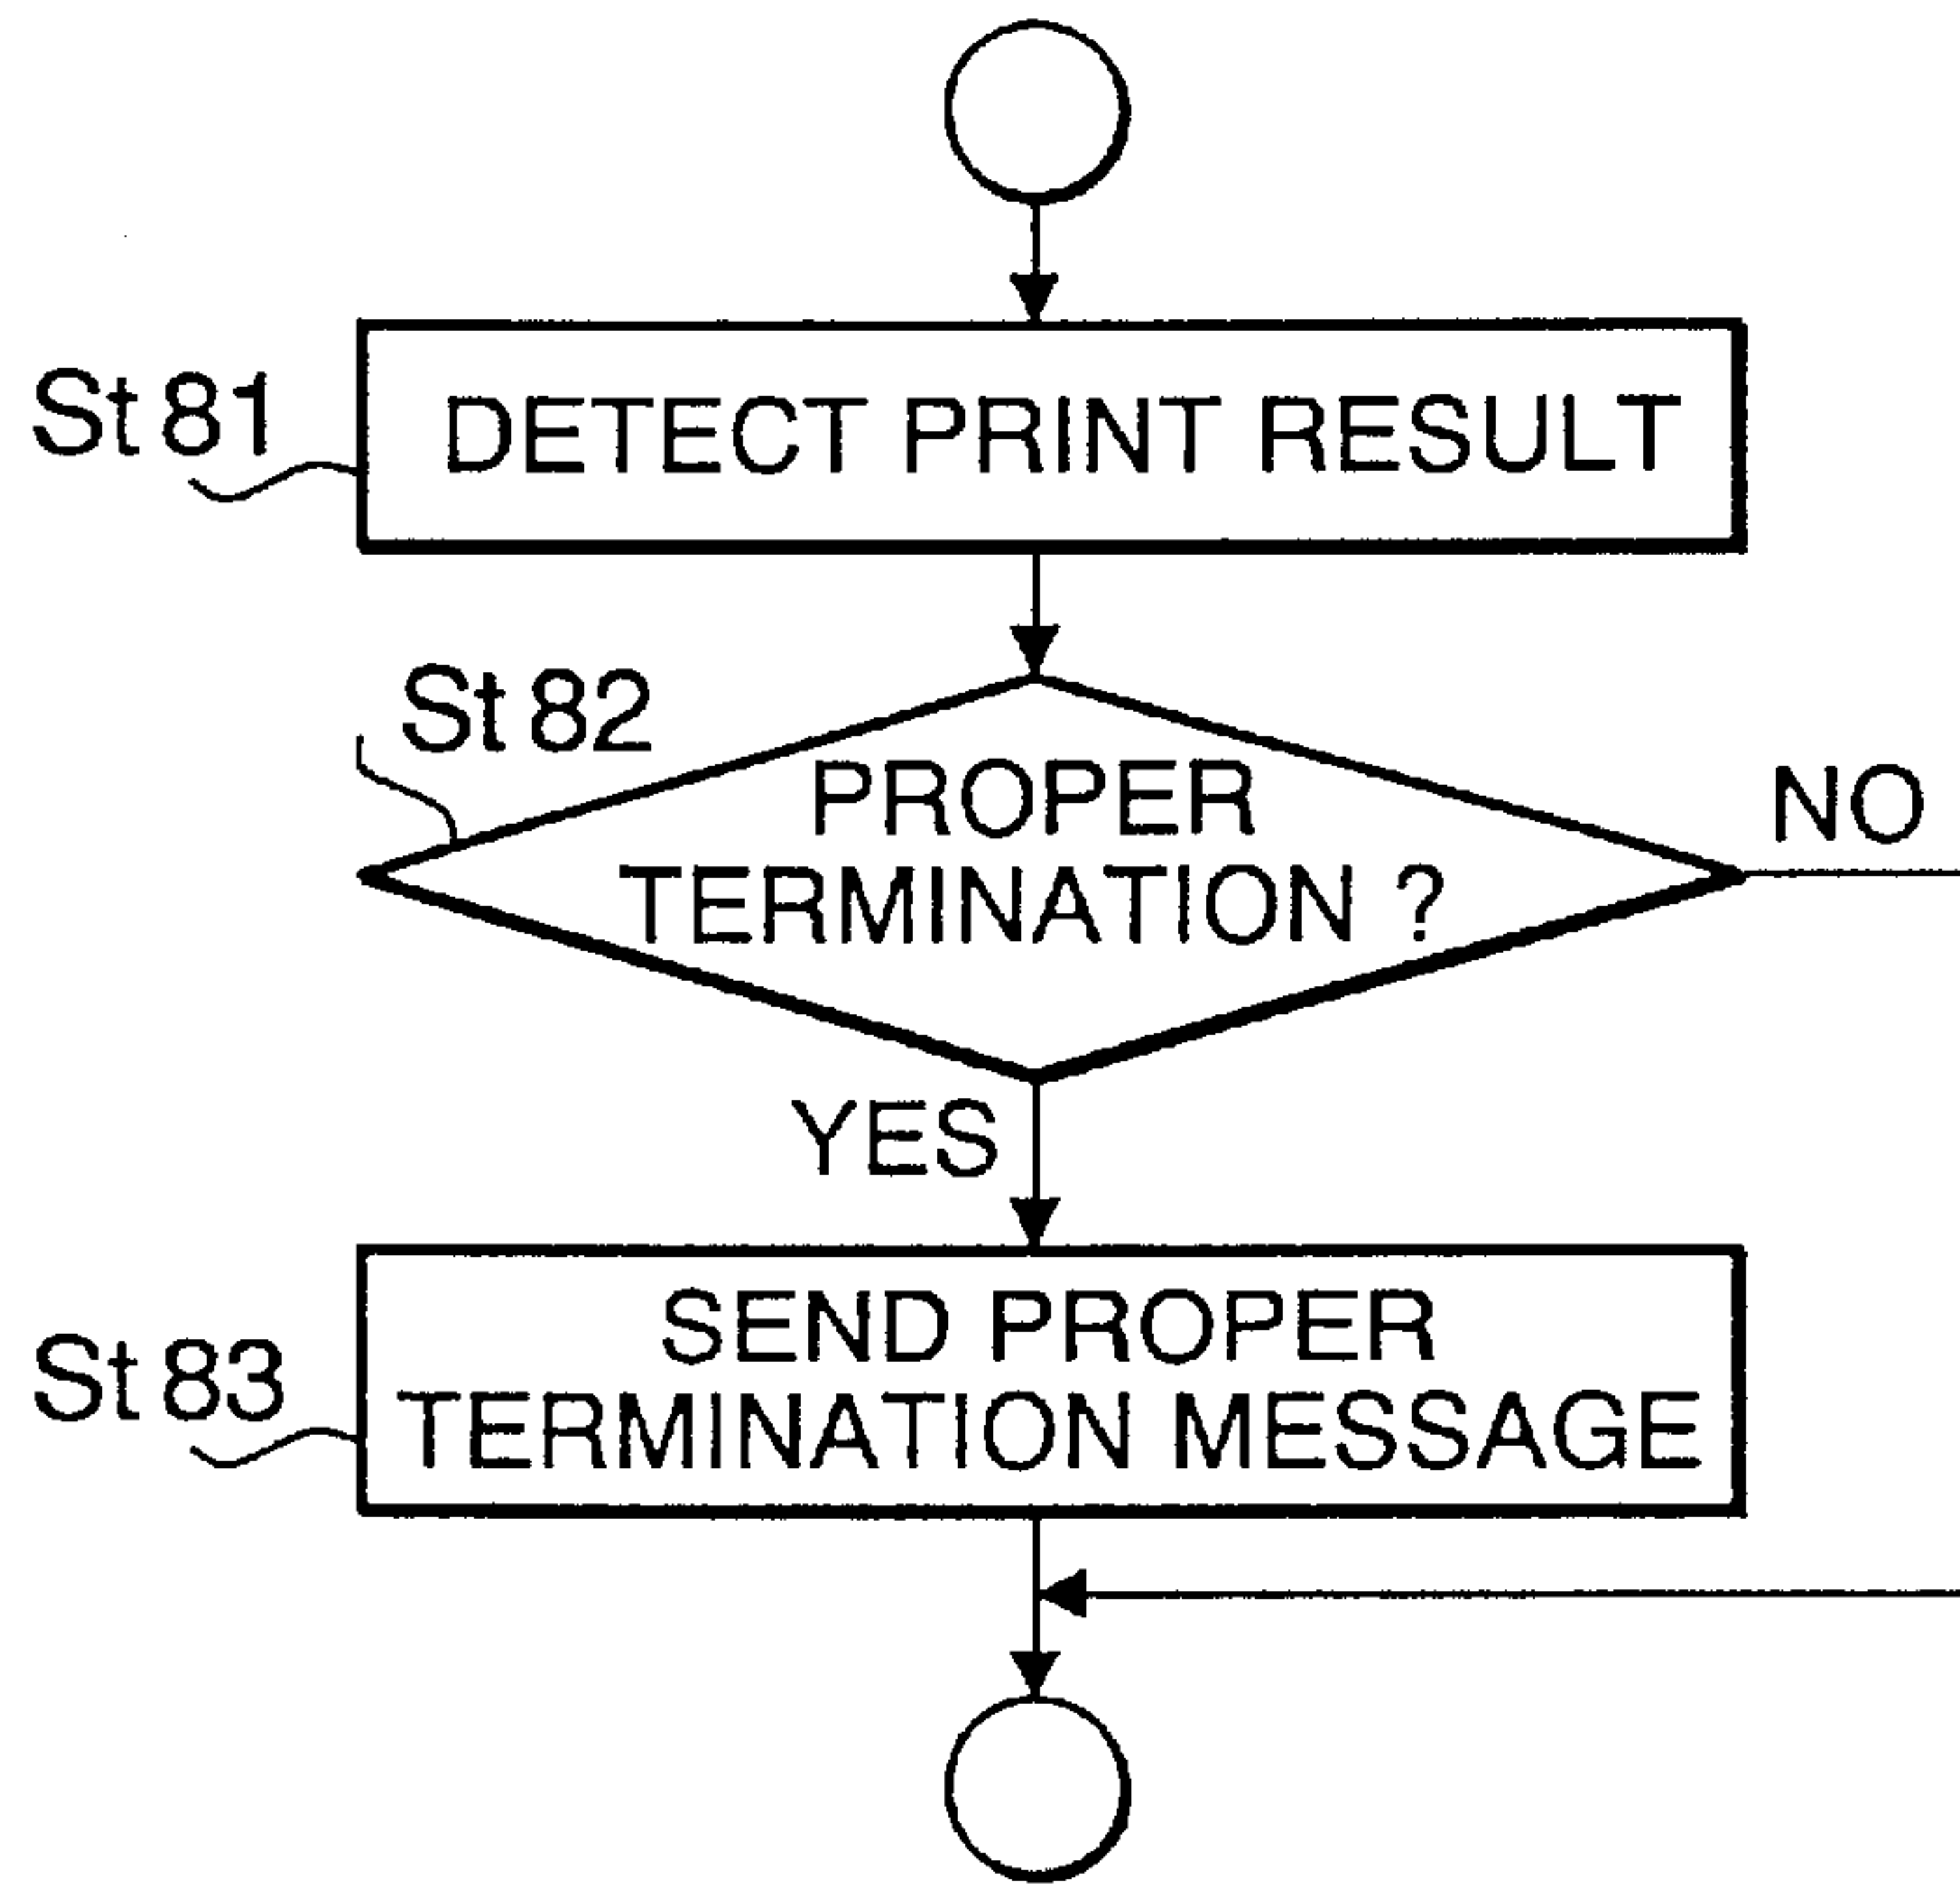 St 81
DETECT PRINT RESULT
St 82
PROPER
TERMINATION ?
NO
YES
St 83
SEND PROPER
TERMINATION MESSAGE